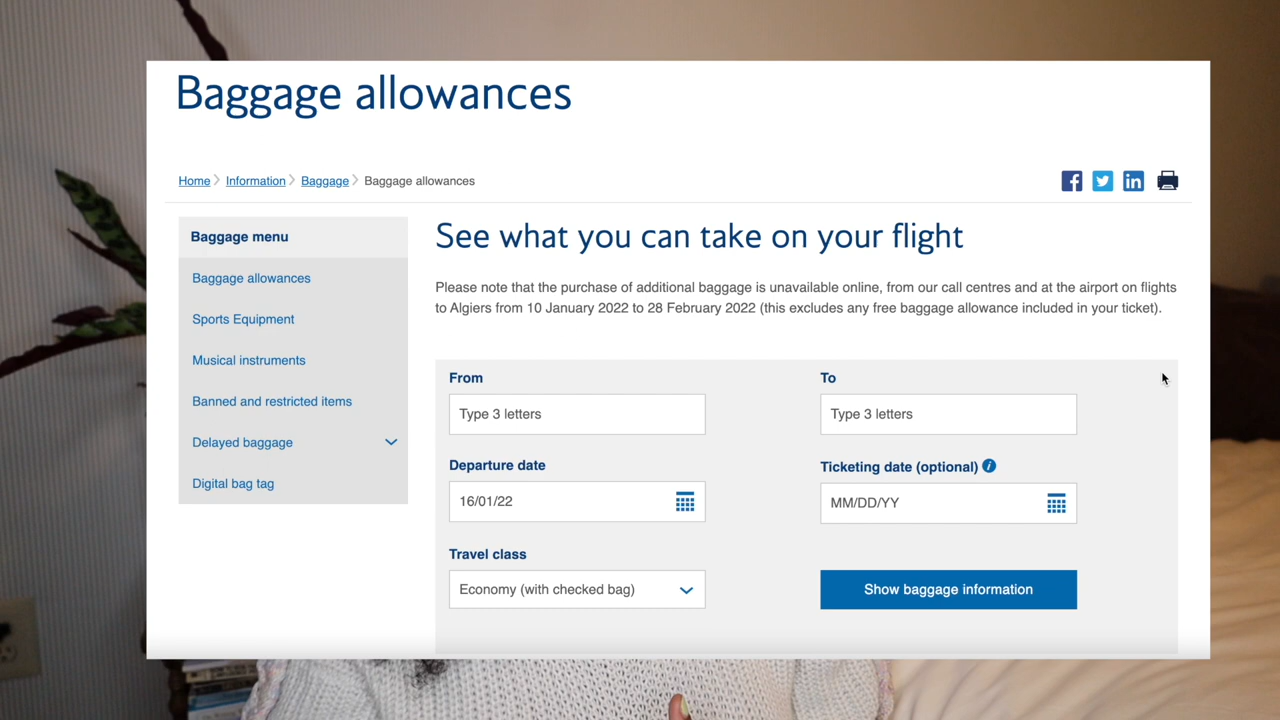 Baggage allowances
Home
Information
Baggage
Baggage allowances
Baggage menu
Baggage allowances
Sports Equipment
Musical instruments
Banned and restricted items
Delayed baggage
Digital bag tag
See what you can take on your flight
Please note that the purchase of additional baggage is unavailable online, from our call centres and at the airport on flights
to Algiers from 10 January 2022 to 28 February 2022 (this excludes any free baggage allowance included in your ticket).
From
To
Type 3 letters
Type 3 letters
Departure date
Ticketing date (optional)
16/01/22
MM/DD/YY
Travel class
Economy (with checked bag)
Show baggage information